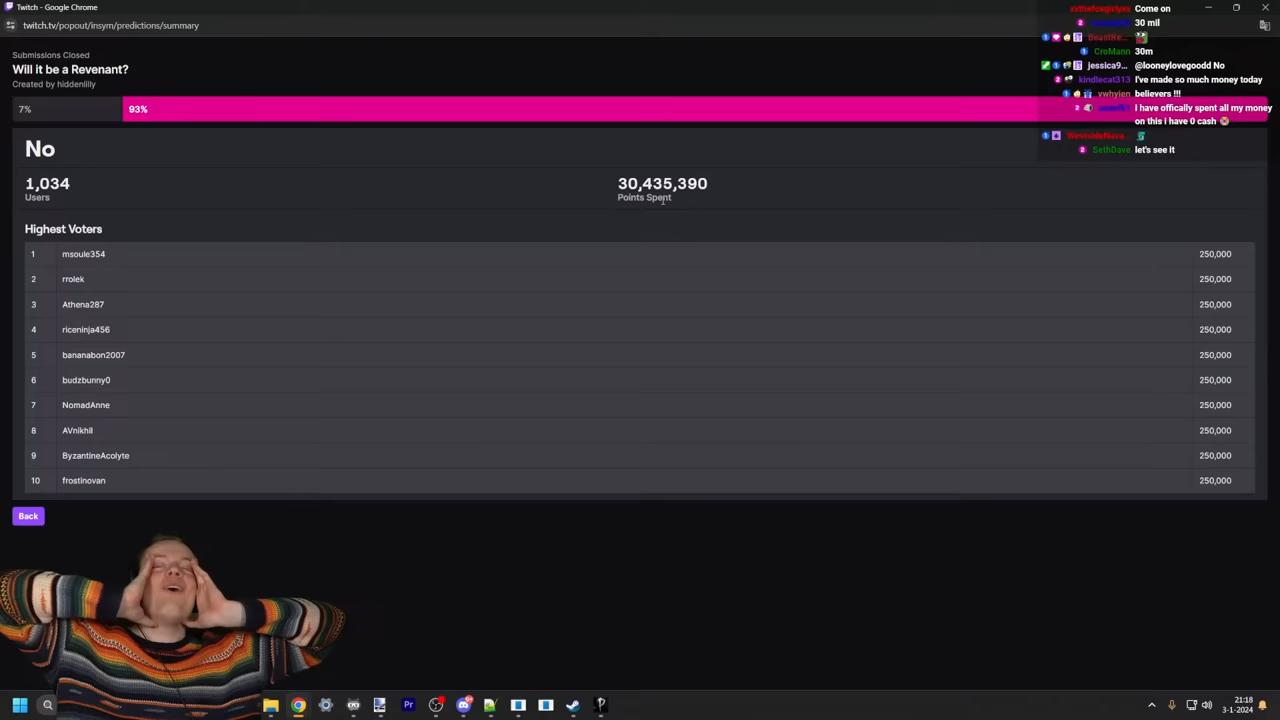 Twitch - Google Chrome
twitch.tv/popout/insym/predictions/summary
Submissions Closed
Will it be a Revenant?
Created by hiddenlilly
7%
93%
No
1,034
Users
30,435,390
Points Spent
Highest Voters
1 msoule354 250,000
2 rrolek 250,000
3 Athena287 250,000
4 riceninja456 250,000
5 bananabon2007 250,000
6 budzbunny0 250,000
7 NomadAnne 250,000
8 AVnikhil 250,000
9 ByzantineAcolyte 250,000
10 frostinovan 250,000
Back
xxthefoxgirlyxx Come on
30 mil
BeastRe...
CroMann 30m
jessica9... @looneylovegoodd No
kindlecat313 I've made so much money today
vwhyien believers !!!
I have offically spent all my money
on this i have 0 cash
SethDave let's see it
Pr
21:18
3-1-2024